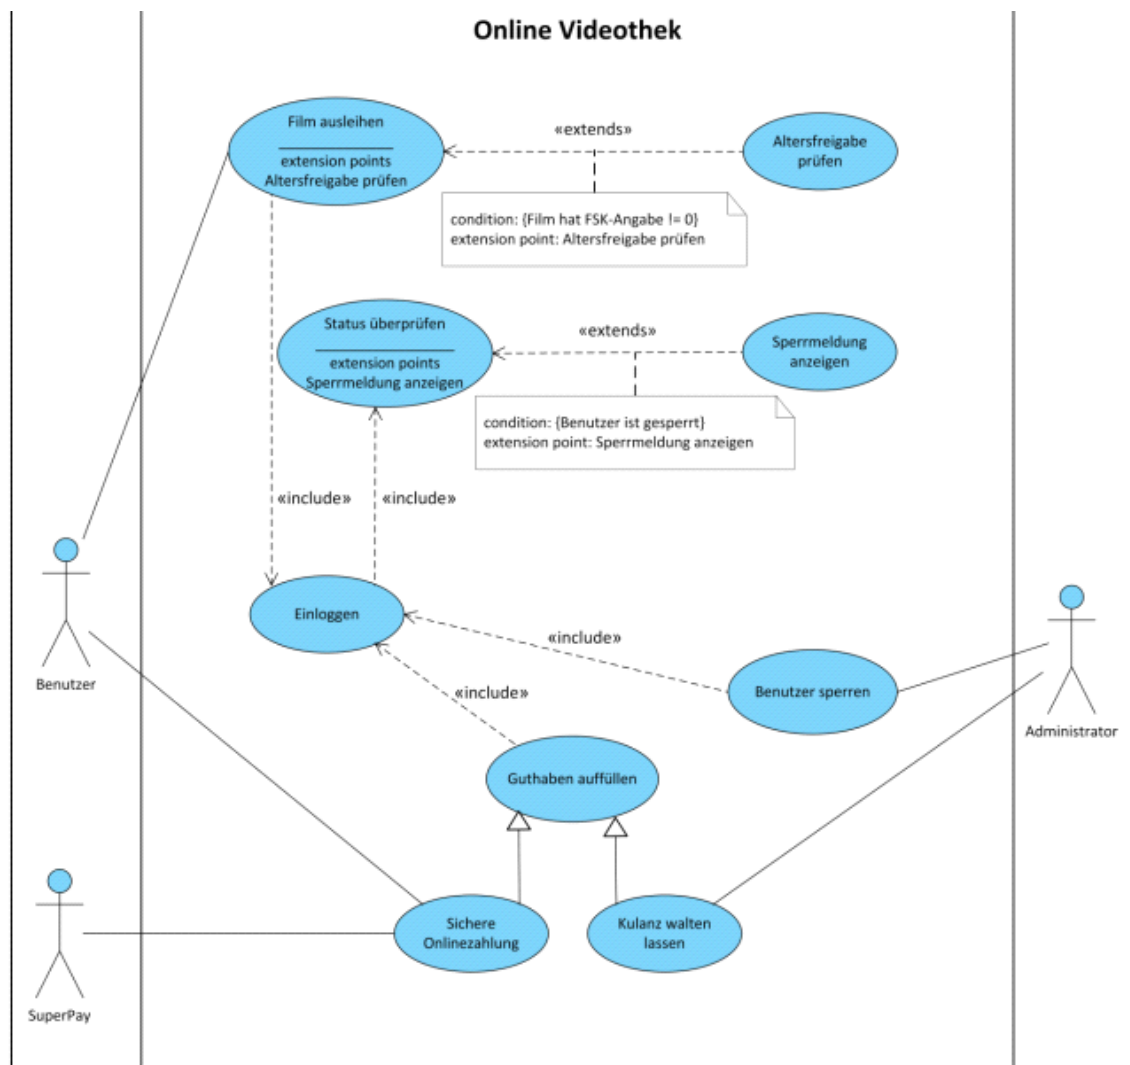 Online Videothek
Film ausleihen
extension points
Altersfreigabe prüfen
«extends»
Altersfreigabe
prüfen
condition: {Film hat FSK-Angabe != 0}
extension point: Altersfreigabe prüfen
Status überprüfen
extension points
Sperrmeldung anzeigen
«extends»
Sperrmeldung
anzeigen
condition: {Benutzer ist gesperrt}
extension point: Sperrmeldung anzeigen
«include»
«include»
Einloggen
«include»
Benutzer
«include»
Benutzer sperren
Administrator
Guthaben auffüllen
Sichere
Onlinezahlung
Kulanz walten
lassen
SuperPay